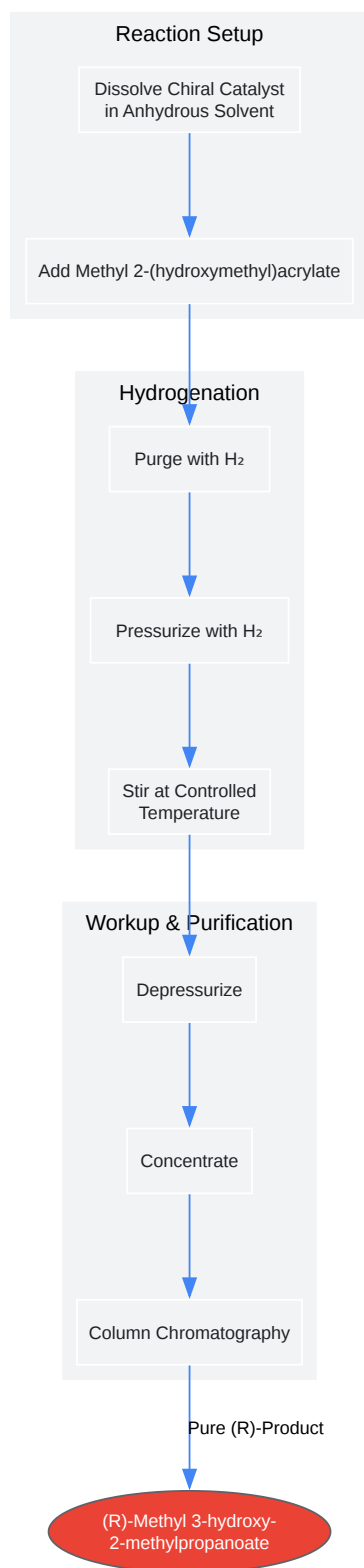 Reaction Setup
Dissolve Chiral Catalyst
in Anhydrous Solvent
Add Methyl 2-(hydroxymethyl)acrylate
Hydrogenation
Purge with H₂
Pressurize with H₂
Stir at Controlled
Temperature
Workup & Purification
Depressurize
Concentrate
Column Chromatography
Pure (R)-Product
(R)-Methyl 3-hydroxy-
2-methylpropanoate